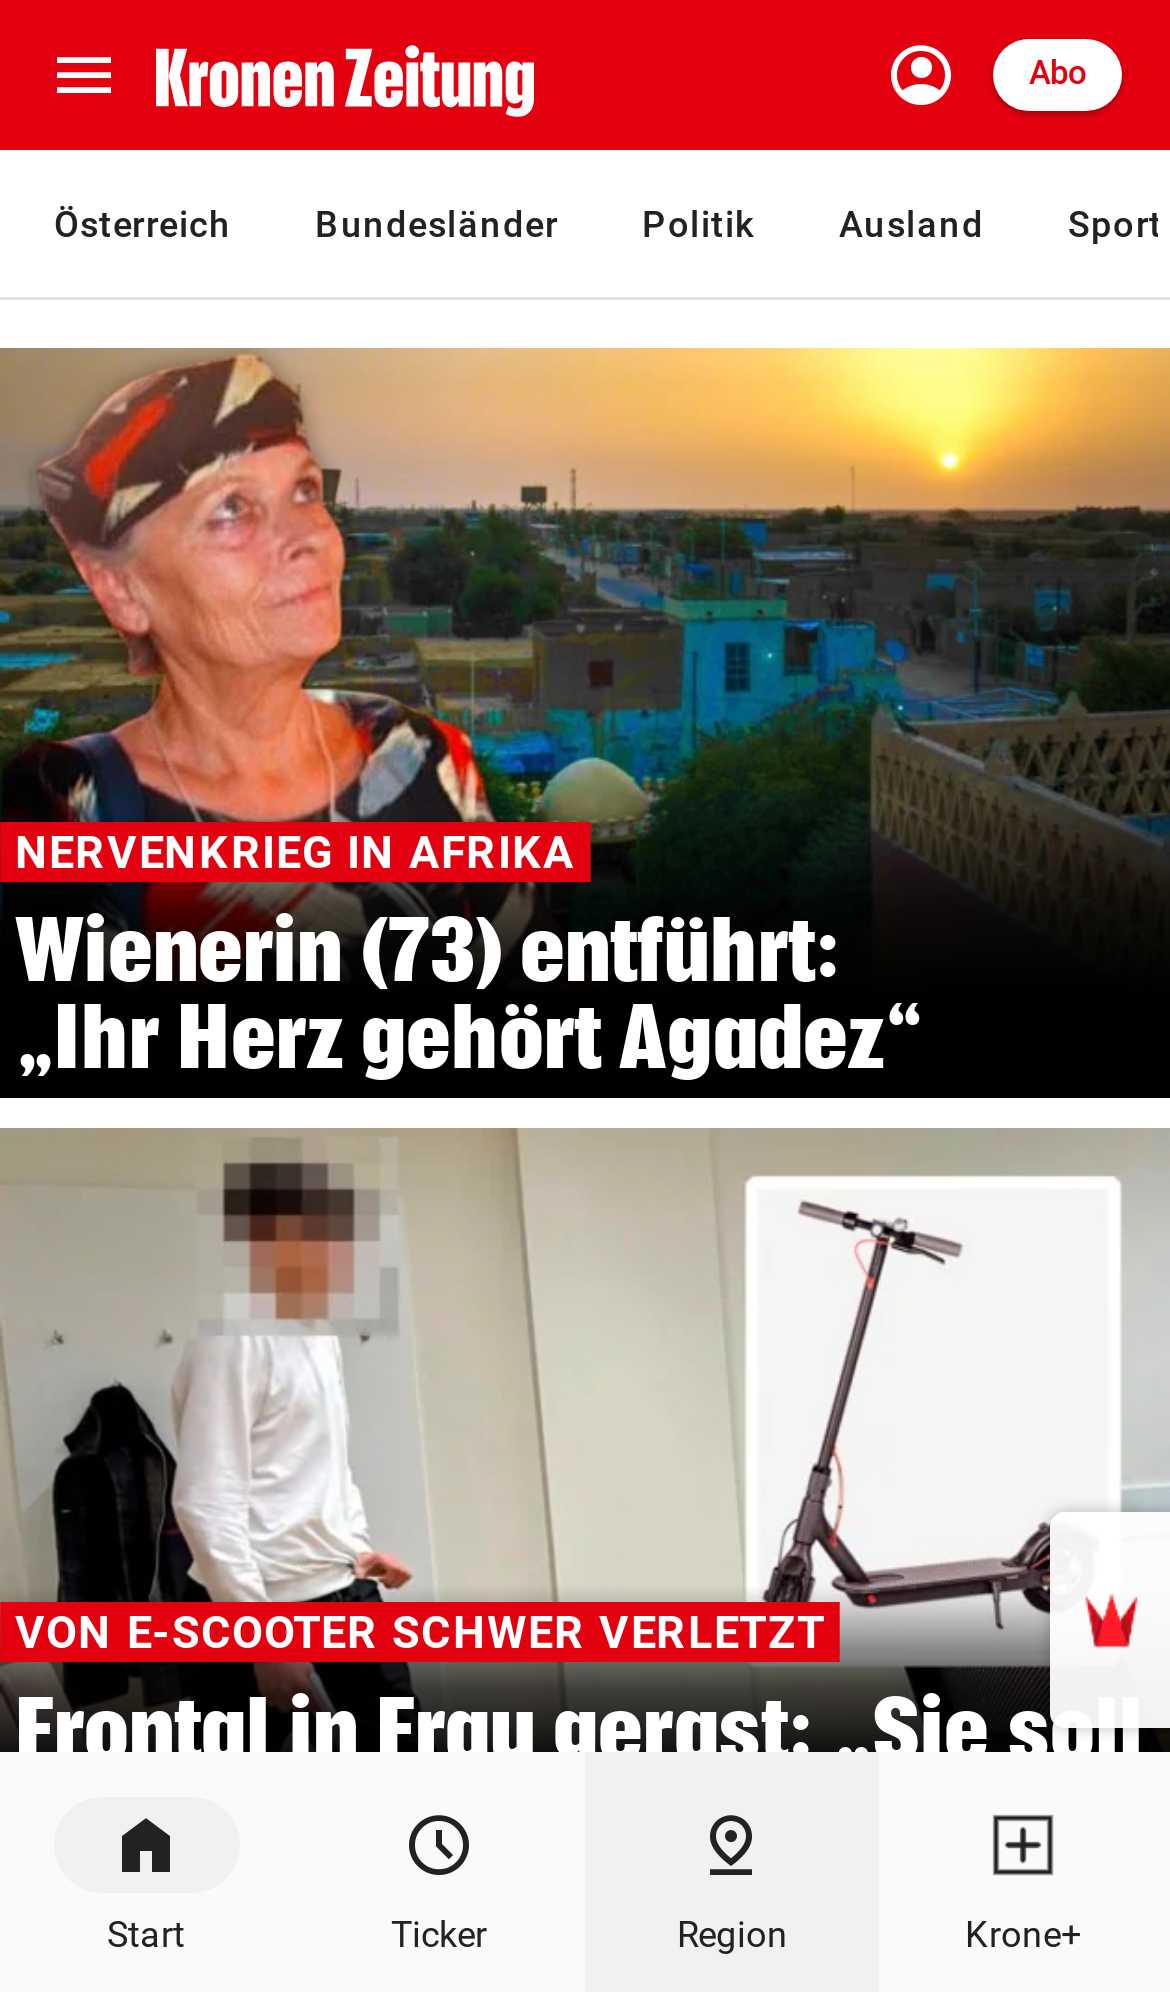 Kronen Zeitung
Abo
Österreich Bundesländer Politik Ausland Sport
NERVENKRIEG IN AFRIKA
Wienerin (73) entführt:
„Ihr Herz gehört Agadez“
VON E-SCOOTER SCHWER VERLETZT
Frontal in Frau gerast: „Sie soll
Start Ticker Region Krone+